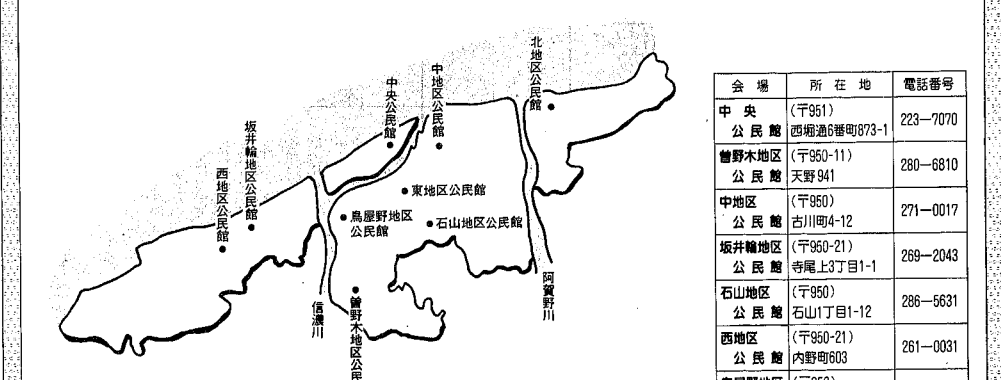 北地区公民館
中地区公民館
中央公民館
坂井輪地区公民館
西地区公民館
東地区公民館
鳥屋野地区
公民館
石山地区公民館
曽野木地区公民
信濃川
阿賀野川
会場 所在地 電話番号
中央
公民館
(〒951)
西堀通6番町873-1
223―7070
曽野木地区
公民館
(〒950-11)
天野941
280―6810
中地区
公民館
(〒950)
古川町4-12
271―0017
坂井輪地区
公民館
(〒950-21)
寺尾上3丁目1-1
269―2043
石山地区
公民館
(〒950)
石山1丁目1-12
286―5631
西地区
公民館
(〒950-21)
内野町603
261―0031